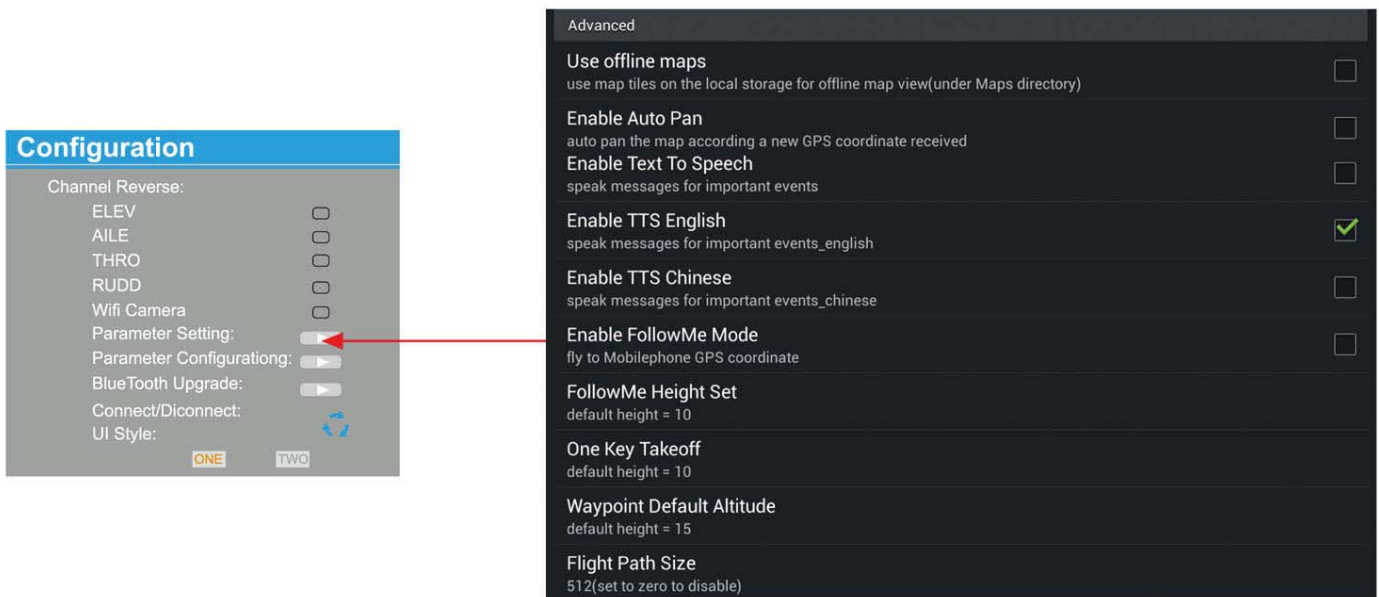 Configuration
Channel Reverse:
ELEV
AILE
THRO
RUDD
Wifi Camera
Parameter Setting:
Parameter Configurationg:
BlueTooth Upgrade:
Connect/Diconnect:
UI Style:
ONE TWO
Advanced
Use offline maps
use map tiles on the local storage for offline map view(under Maps directory)
Enable Auto Pan
auto pan the map according a new GPS coordinate received
Enable Text To Speech
speak messages for important events
Enable TTS English
speak messages for important events_english
Enable TTS Chinese
speak messages for important events_chinese
Enable FollowMe Mode
fly to Mobilephone GPS coordinate
FollowMe Height Set
default height = 10
One Key Takeoff
default height = 10
Waypoint Default Altitude
default height = 15
Flight Path Size
512(set to zero to disable)